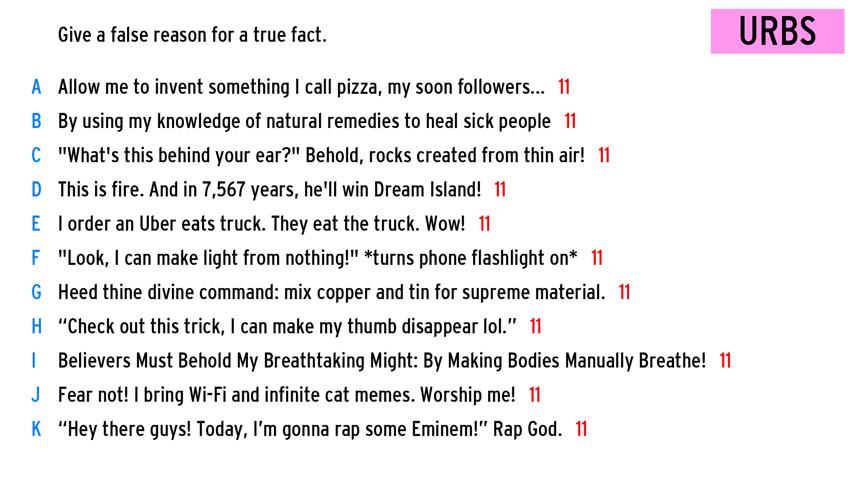 Give a false reason for a true fact.
URBS
A Allow me to invent something I call pizza, my soon followers... 11
B By using my knowledge of natural remedies to heal sick people 11
C "What's this behind your ear?" Behold, rocks created from thin air! 11
D This is fire. And in 7,567 years, he'll win Dream Island! 11
E I order an Uber eats truck. They eat the truck. Wow! 11
F "Look, I can make light from nothing!" *turns phone flashlight on* 11
G Heed thine divine command: mix copper and tin for supreme material. 11
H “Check out this trick, I can make my thumb disappear lol.” 11
I Believers Must Behold My Breathtaking Might: By Making Bodies Manually Breathe! 11
J Fear not! I bring Wi-Fi and infinite cat memes. Worship me! 11
K “Hey there guys! Today, I’m gonna rap some Eminem!” Rap God. 11